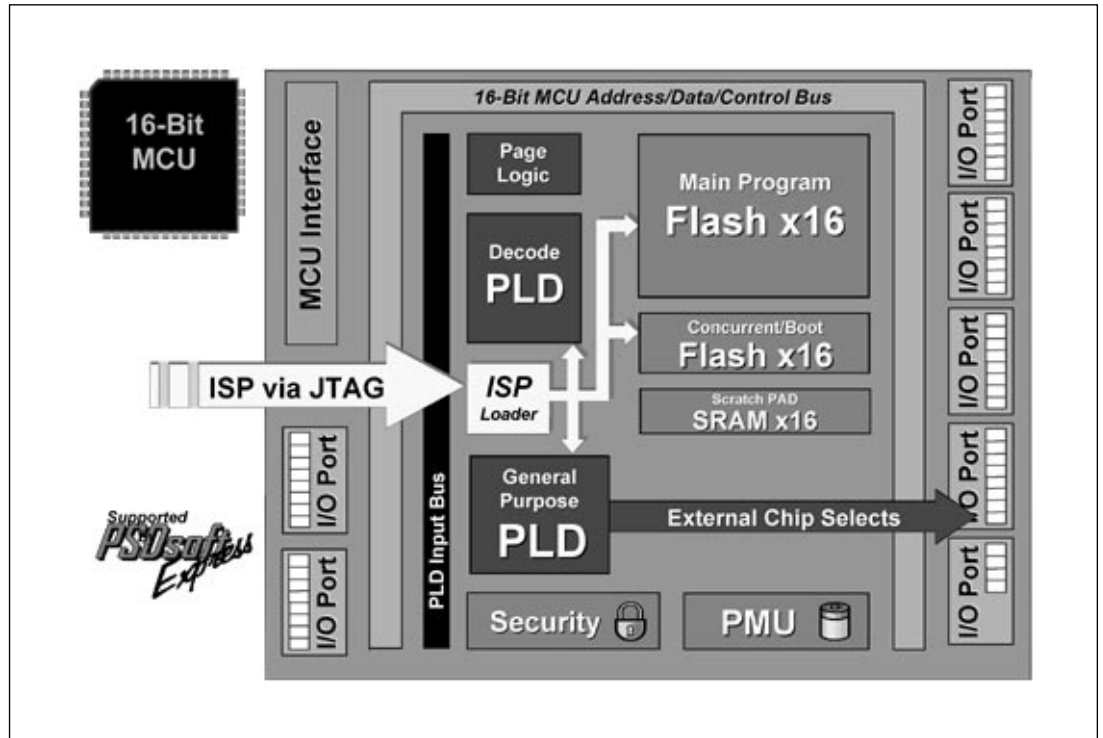 16-Bit
MCU
MCU Interface
16-Bit MCU Address/Data/Control Bus
PLD Input Bus
Page
Logic
Main Program
Flash x16
Decode
PLD
Concurrent/Boot
Flash x16
ISP via JTAG
ISP
Loader
Scratch PAD
SRAM x16
General
Purpose
PLD
External Chip Selects
Security
PMU
I/O Port
I/O Port
I/O Port
I/O Port
I/O Port
I/O Port
I/O Port
Supported
PSDsoft
Express